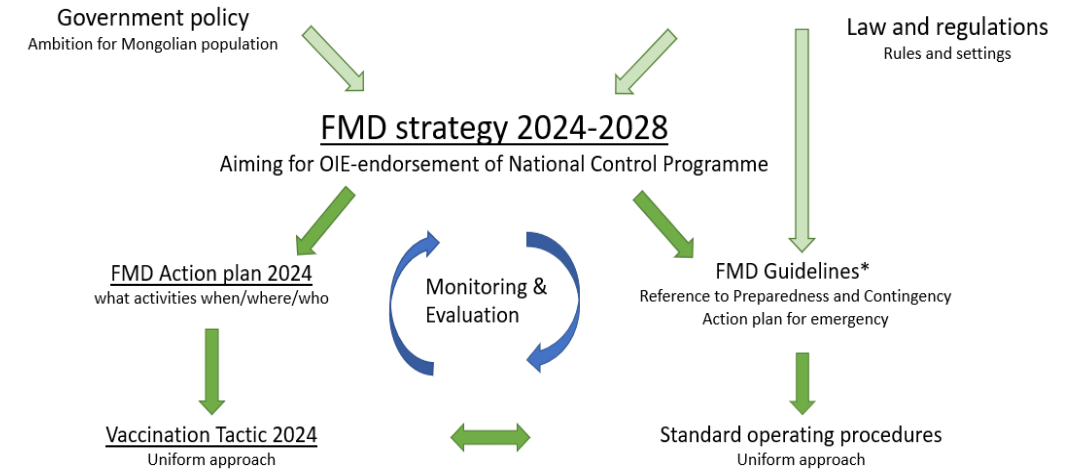 Government policy
Ambition for Mongolian population
Law and regulations
Rules and settings
FMD strategy 2024-2028
Aiming for OIE-endorsement of National Control Programme
FMD Action plan 2024
what activities when/where/who
Monitoring &
Evaluation
FMD Guidelines*
Reference to Preparedness and Contingency
Action plan for emergency
Vaccination Tactic 2024
Uniform approach
Standard operating procedures
Uniform approach